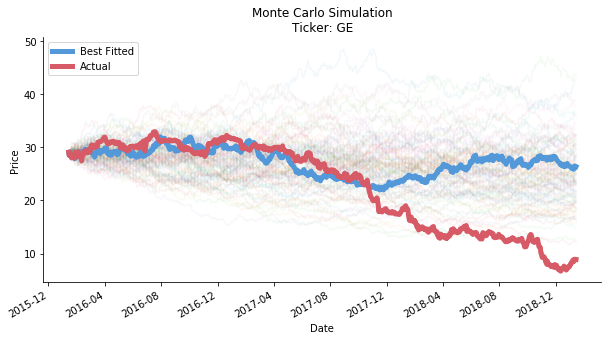 Monte Carlo Simulation
Ticker: GE
Best Fitted
Actual
50
40
30
20
10
Price
2015-12
2016-04
2016-08
2016-12
2017-04
2017-08
2017-12
2018-04
2018-08
2018-12
Date